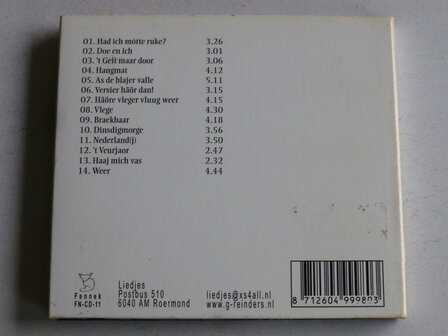 01. Had ich motte ruke? 3.26
02. Doe en ich 3.01
03. 't Geit maar door 3.06
04. Hangmat 4.12
05. As de blajer valle 5.11
06. Versier häör dan! 3.15
07. Häöre vleger vluug weer 4.15
08. Vlege 4.30
09. Braekbaar 4.18
10. Dinsdigmorge 3.56
11. Nederland(j) 3.50
12. 't Veurjaor 2.47
13. Haaj mich vas 2.32
14. Weer 4.44
Fennek
FN-CD-11
Liedjes
Postbus 510
6040 AM Roermond
liedjes@xs4all.nl
www.g-reinders.nl
8 712604 999803